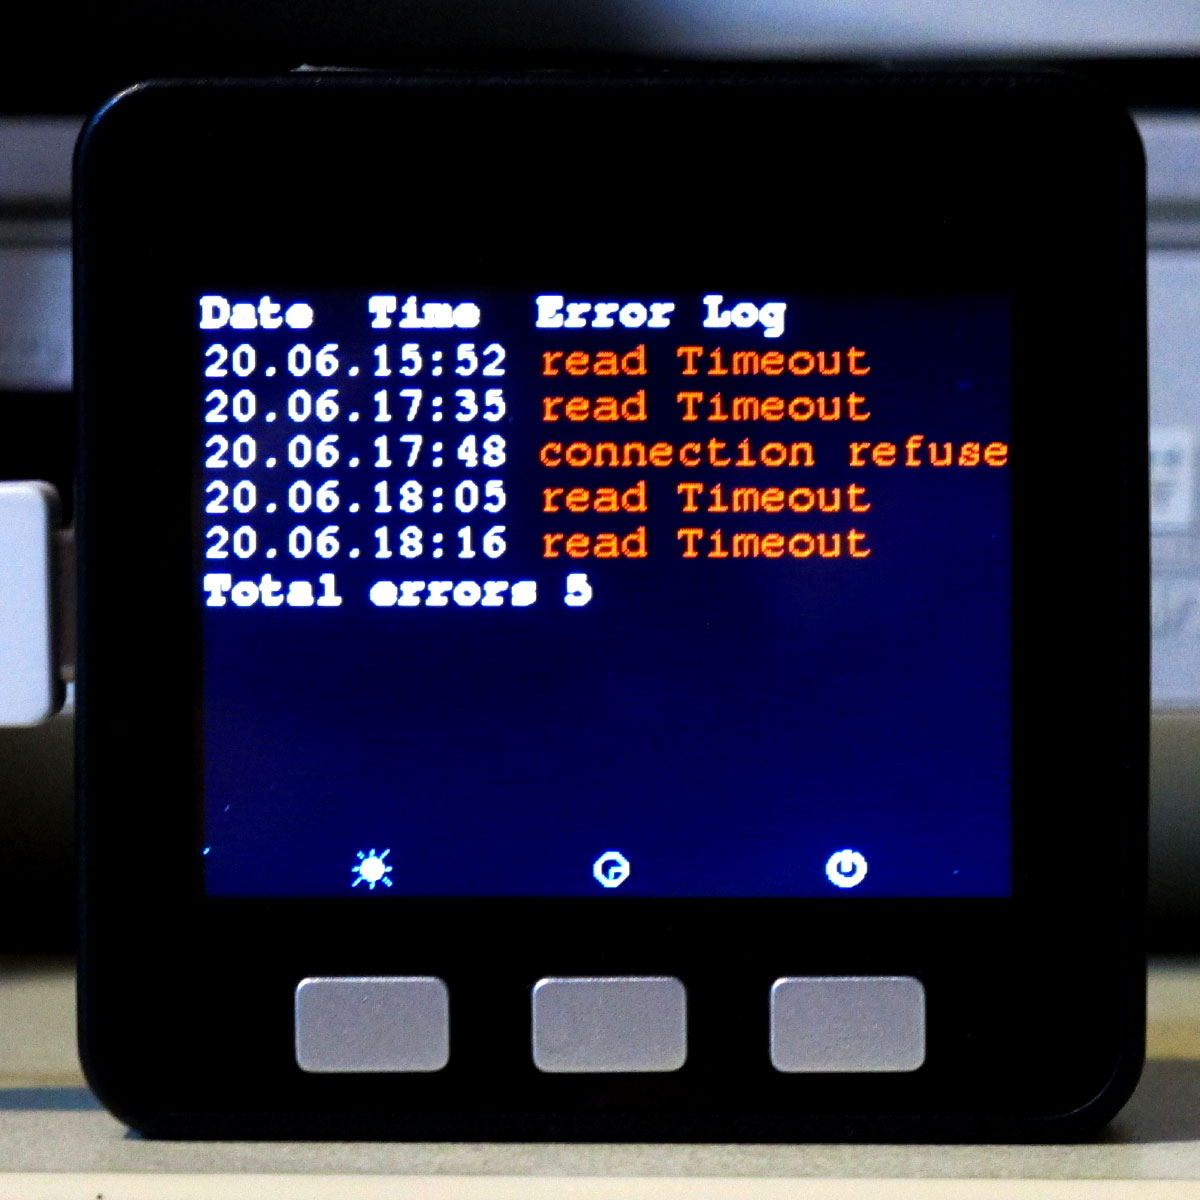 Date Time Error Log
20.06.15:52 read Timeout
20.06.17:35 read Timeout
20.06.17:48 connection refuse
20.06.18:05 read Timeout
20.06.18:16 read Timeout
Total errors 5